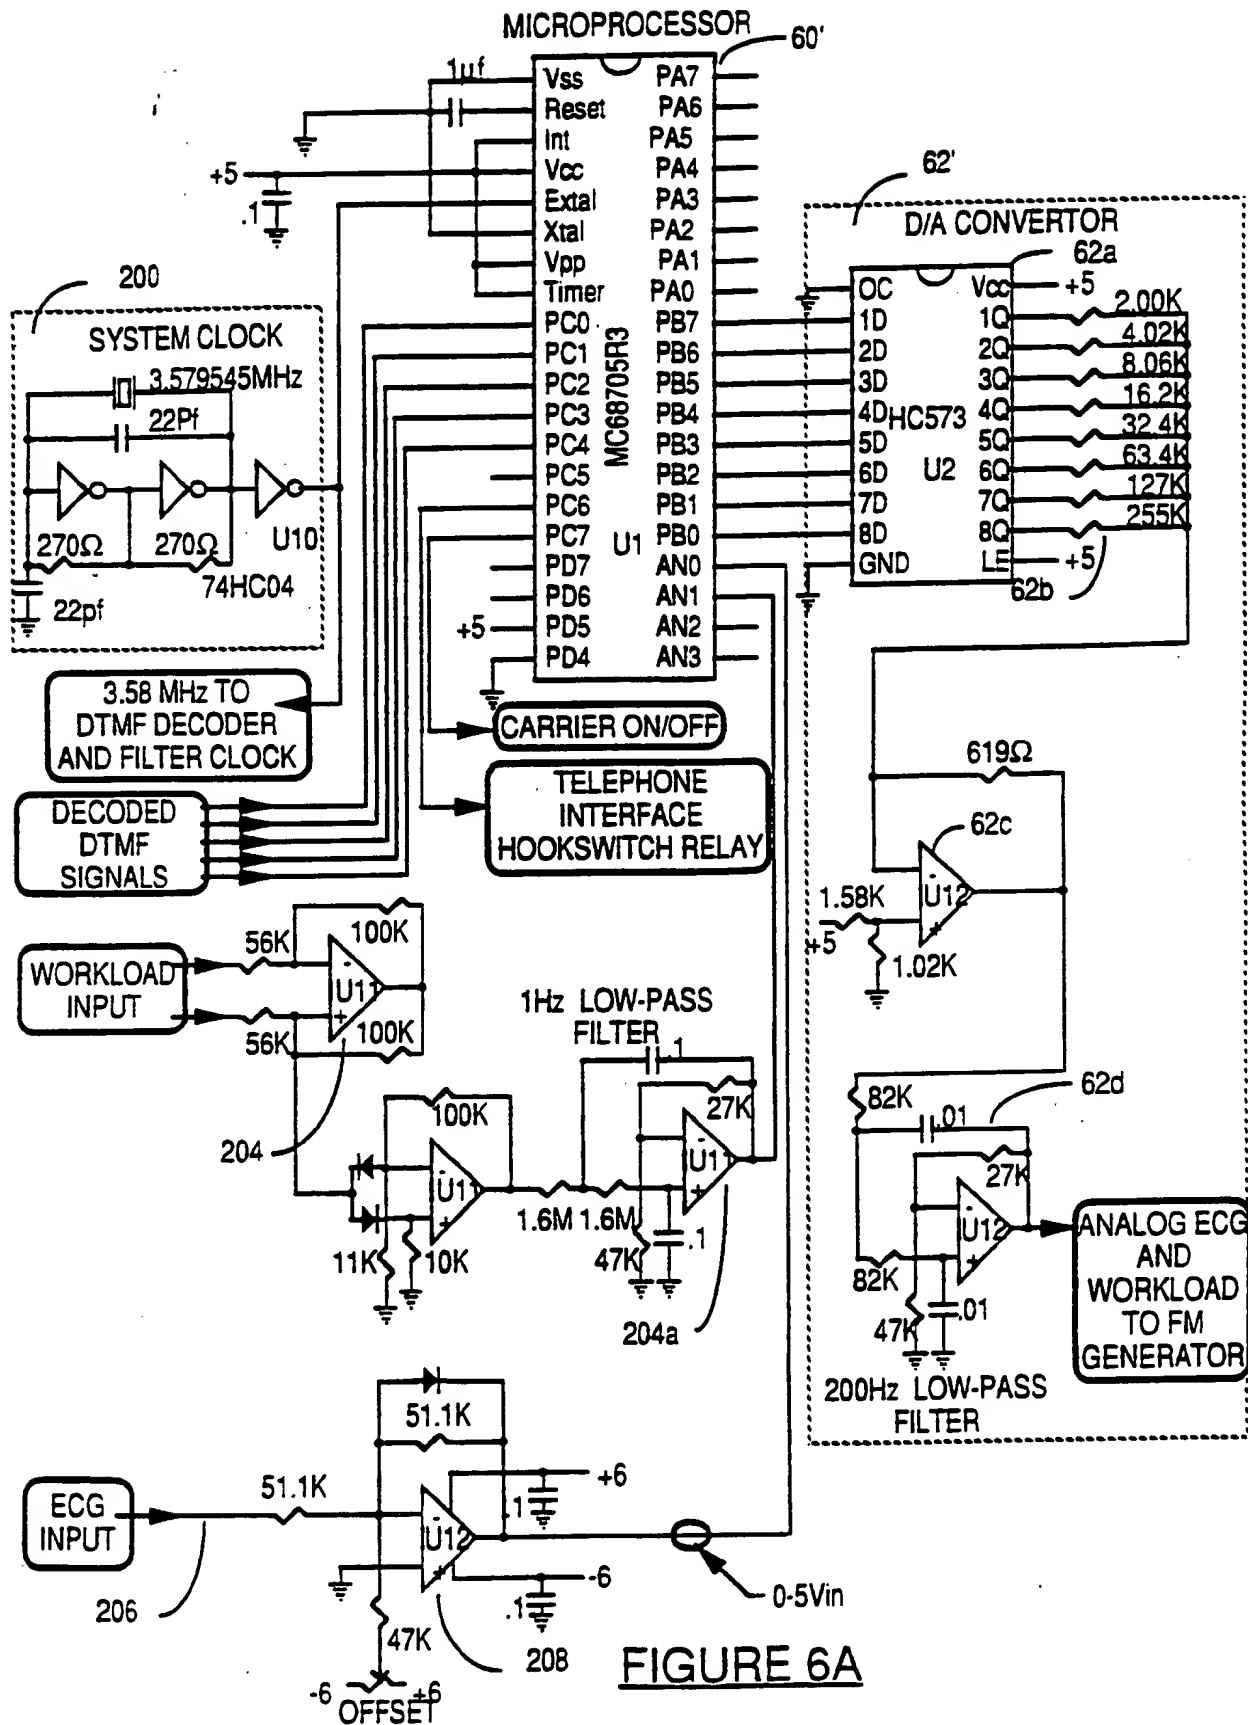 MICROPROCESSOR
60'
1µf
Vss
Reset
Int
Vcc
Extal
Xtal
Vpp
Timer
PC0
PC1
PC2
PC3
PC4
PC5
PC6
PC7
PD7
PD6
PD5
PD4
MC68705R3
U1
PA7
PA6
PA5
PA4
PA3
PA2
PA1
PA0
PB7
PB6
PB5
PB4
PB3
PB2
PB1
PB0
AN0
AN1
AN2
AN3
+5
.1
+5
200
SYSTEM CLOCK
3.579545MHz
22Pf
270Ω
270Ω
U10
74HC04
22pf
3.58 MHz TO
DTMF DECODER
AND FILTER CLOCK
DECODED
DTMF
SIGNALS
CARRIER ON/OFF
TELEPHONE
INTERFACE
HOOKSWITCH RELAY
62'
D/A CONVERTOR
62a
OC
1D
2D
3D
4D
5D
6D
7D
8D
GND
HC573
U2
Vcc
1Q
2Q
3Q
4Q
5Q
6Q
7Q
8Q
LE
+5
2.00K
4.02K
8.06K
16.2K
32.4K
63.4K
127K
255K
+5
62b
619Ω
62c
-
U12
+
1.58K
+5
1.02K
82K
.01
62d
27K
-
U12
+
82K
47K
.01
200Hz LOW-PASS
FILTER
ANALOG ECG
AND
WORKLOAD
TO FM
GENERATOR
WORKLOAD
INPUT
56K
100K
-
U11
+
56K
100K
204
100K
-
U11
+
11K
10K
1Hz LOW-PASS
FILTER
.1
27K
-
U11
+
1.6M
1.6M
47K
.1
204a
ECG
INPUT
206
51.1K
51.1K
-
U12
+
+6
.1
-6
.1
208
47K
-6
+6
OFFSET
0-5Vin
FIGURE 6A